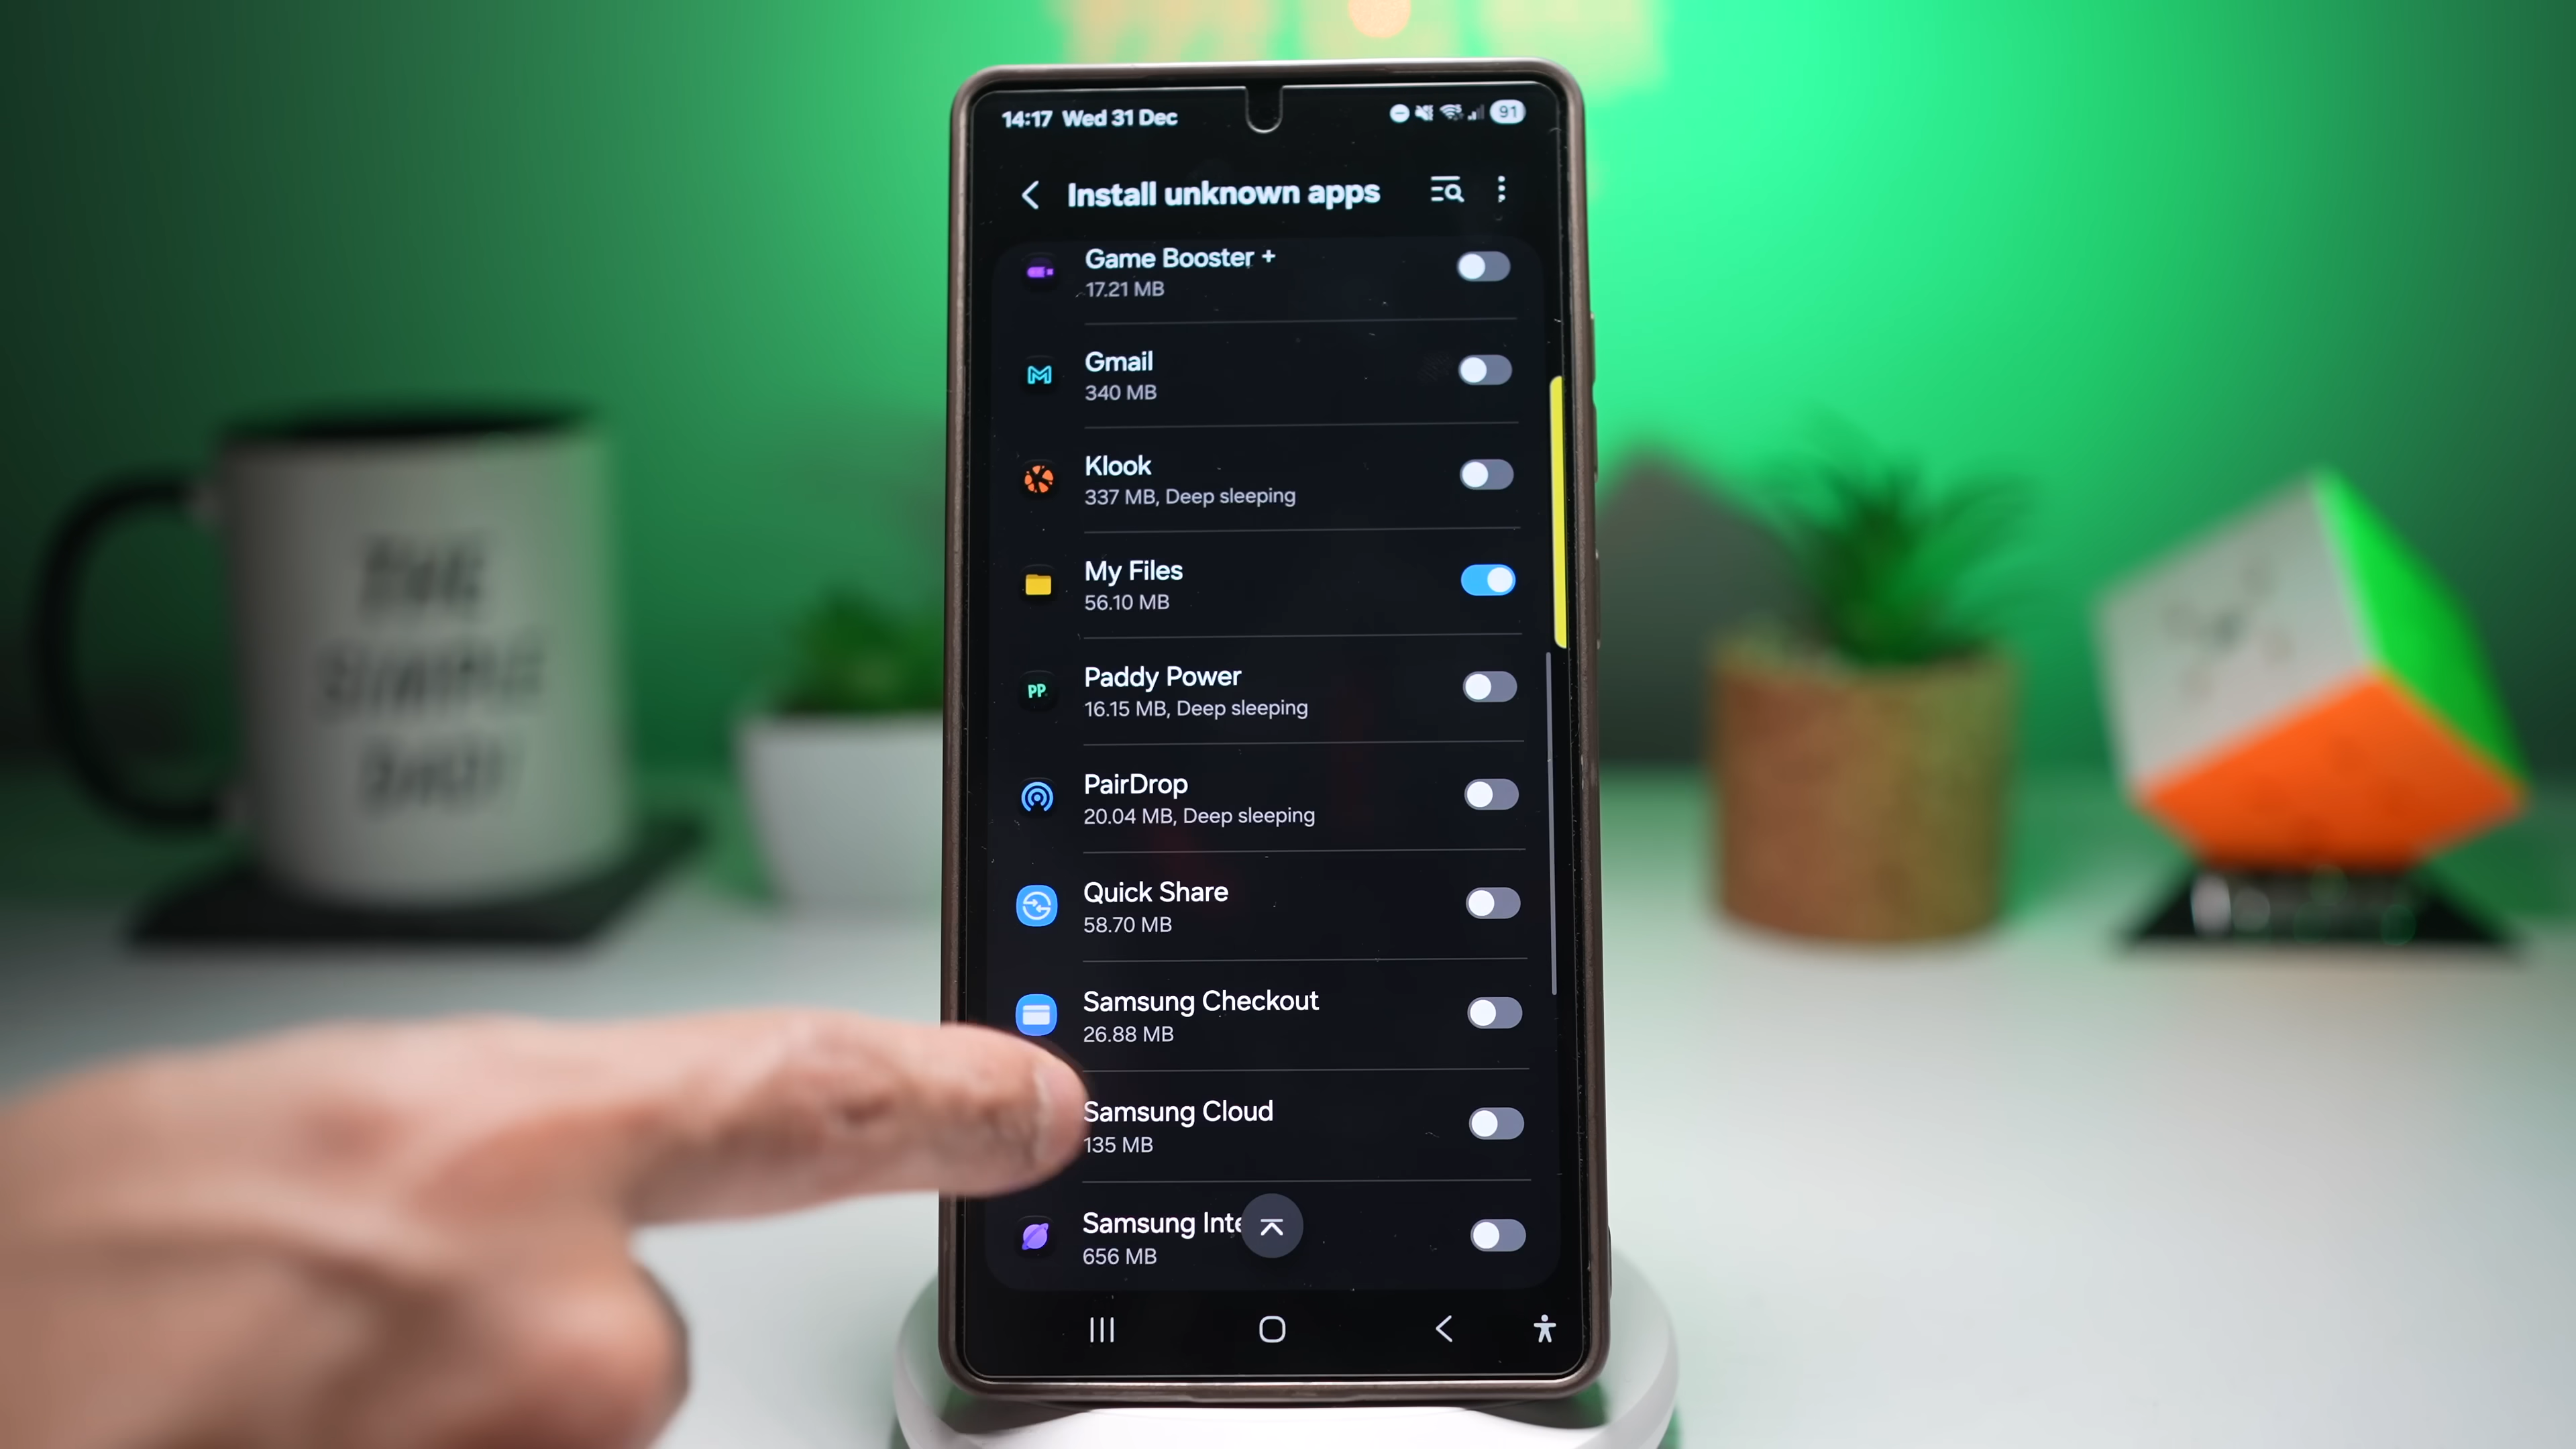 14:17 Wed 31 Dec
91
Install unknown apps
Game Booster +
17.21 MB
Gmail
340 MB
Klook
337 MB, Deep sleeping
My Files
56.10 MB
Paddy Power
16.15 MB, Deep sleeping
PP
PairDrop
20.04 MB, Deep sleeping
Quick Share
58.70 MB
Samsung Checkout
26.88 MB
Samsung Cloud
135 MB
Samsung Inte
656 MB
THE
SIMPLE
DAD!